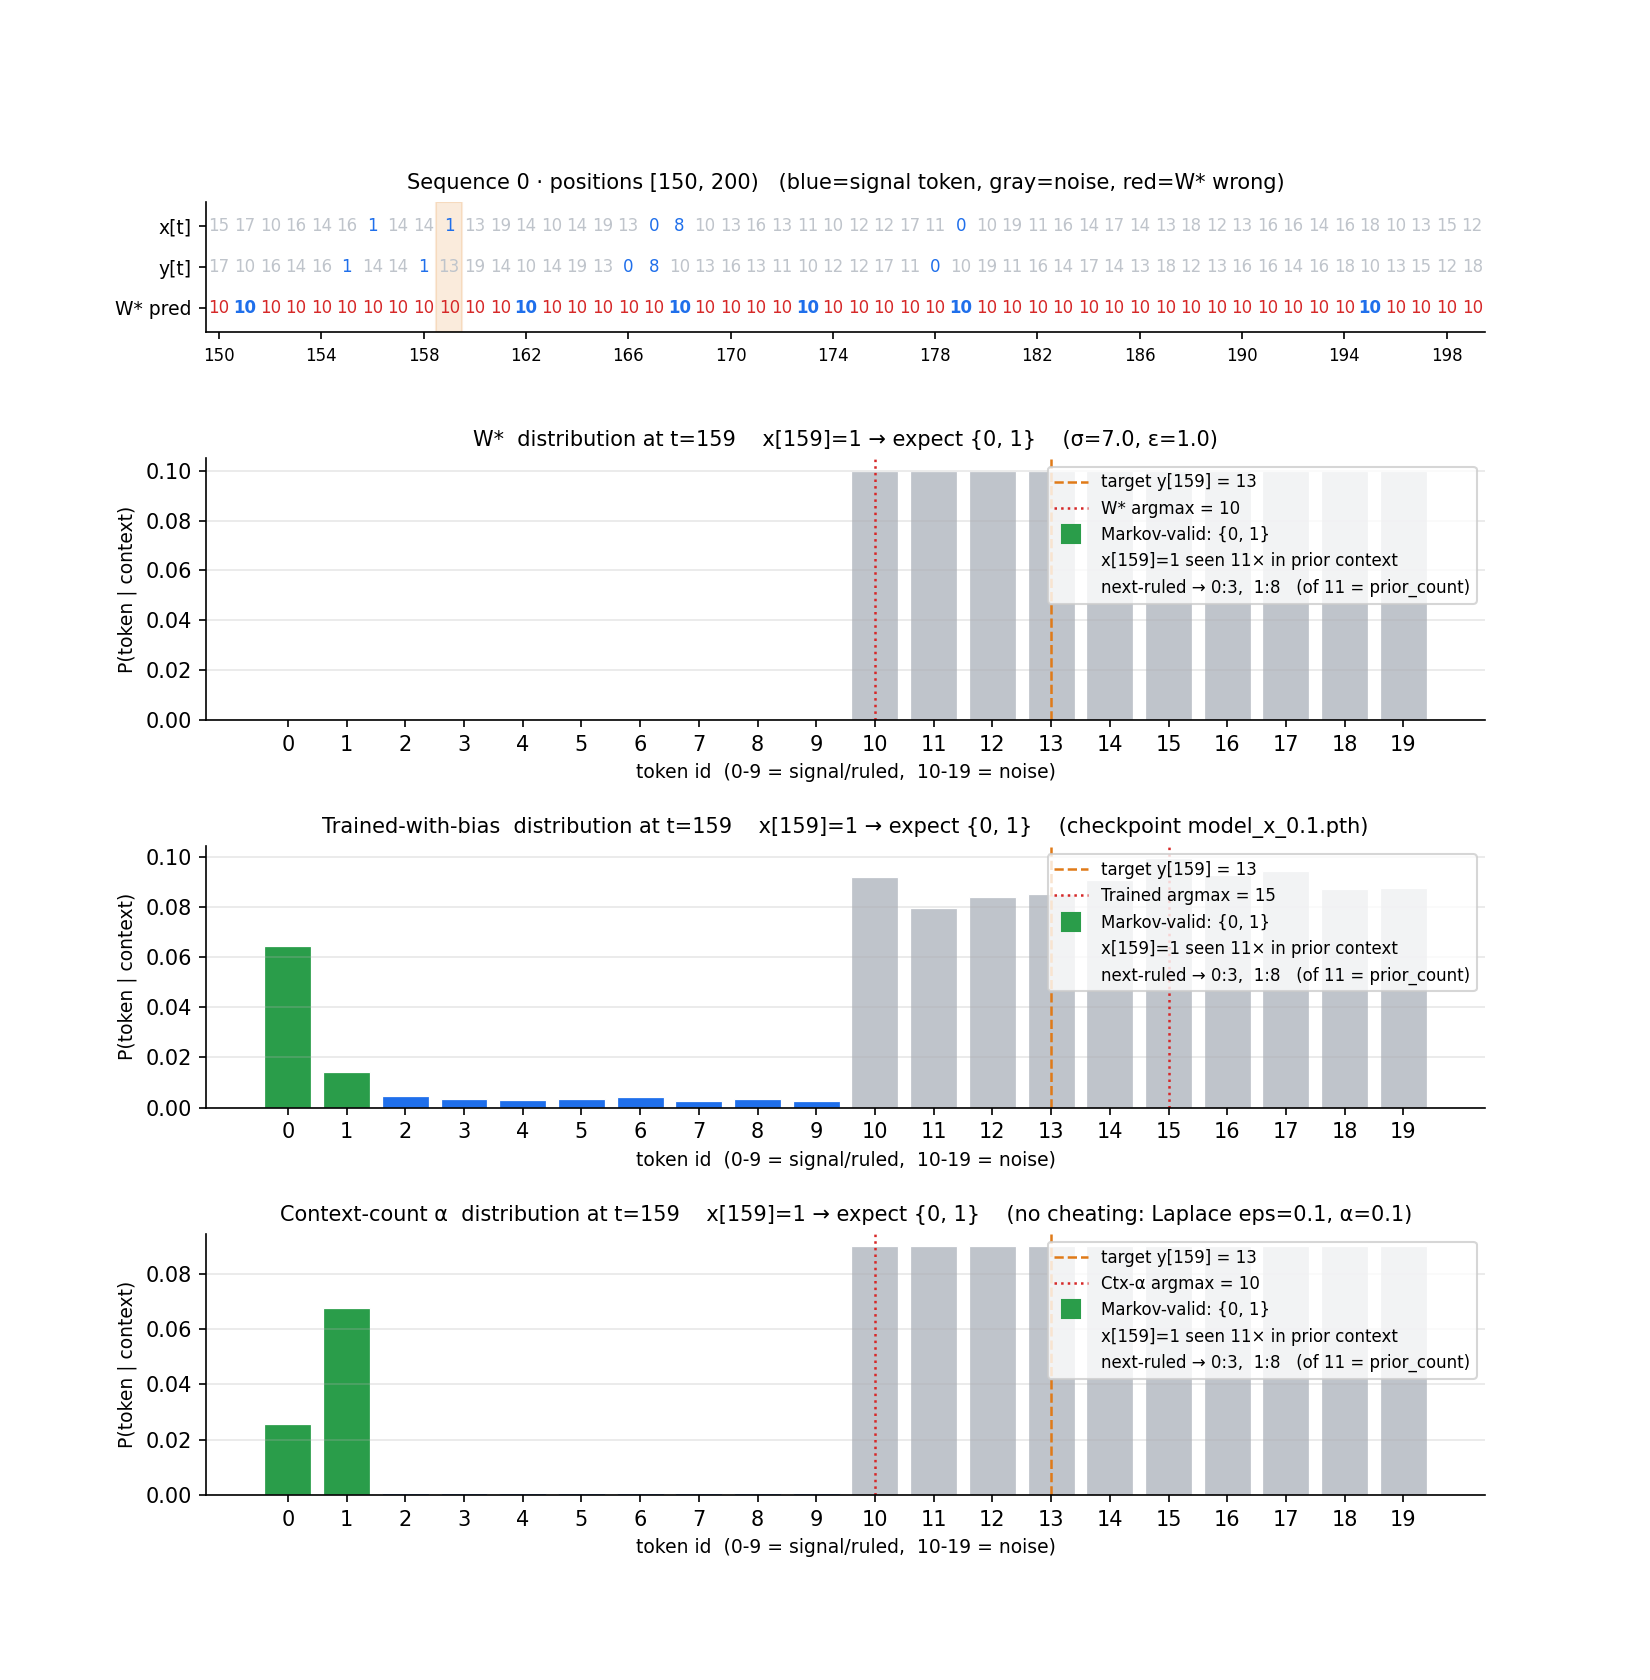 Sequence 0 · positions [150, 200)   (blue=signal token, gray=noise, red=W* wrong)
x[t] 15 17 10 16 14 16 1 14 14 1 13 19 14 10 14 19 13 0 8 10 13 16 13 11 10 12 12 17 11 0 10 19 11 16 14 17 14 13 18 12 13 16 16 14 16 18 10 13 15 12
y[t] 17 10 16 14 16 1 14 14 1 13 19 14 10 14 19 13 0 8 10 13 16 13 11 10 12 12 17 11 0 10 19 11 16 14 17 14 13 18 12 13 16 16 14 16 18 10 13 15 12 18
W* pred 10 10 10 10 10 10 10 10 10 10 10 10 10 10 10 10 10 10 10 10 10 10 10 10 10 10 10 10 10 10 10 10 10 10 10 10 10 10 10 10 10 10 10 10 10 10 10 10 10 10
150 154 158 162 166 170 174 178 182 186 190 194 198
W*  distribution at t=159    x[159]=1 → expect {0, 1}    (σ=7.0, ε=1.0)
P(token | context)
0.10
0.08
0.06
0.04
0.02
0.00
target y[159] = 13
W* argmax = 10
Markov-valid: {0, 1}
x[159]=1 seen 11× in prior context
next-ruled → 0:3,  1:8   (of 11 = prior_count)
0 1 2 3 4 5 6 7 8 9 10 11 12 13 14 15 16 17 18 19
token id  (0-9 = signal/ruled,  10-19 = noise)
Trained-with-bias  distribution at t=159    x[159]=1 → expect {0, 1}    (checkpoint model_x_0.1.pth)
P(token | context)
0.10
0.08
0.06
0.04
0.02
0.00
target y[159] = 13
Trained argmax = 15
Markov-valid: {0, 1}
x[159]=1 seen 11× in prior context
next-ruled → 0:3,  1:8   (of 11 = prior_count)
0 1 2 3 4 5 6 7 8 9 10 11 12 13 14 15 16 17 18 19
token id  (0-9 = signal/ruled,  10-19 = noise)
Context-count α  distribution at t=159    x[159]=1 → expect {0, 1}    (no cheating: Laplace eps=0.1, α=0.1)
P(token | context)
0.08
0.06
0.04
0.02
0.00
target y[159] = 13
Ctx-α argmax = 10
Markov-valid: {0, 1}
x[159]=1 seen 11× in prior context
next-ruled → 0:3,  1:8   (of 11 = prior_count)
0 1 2 3 4 5 6 7 8 9 10 11 12 13 14 15 16 17 18 19
token id  (0-9 = signal/ruled,  10-19 = noise)